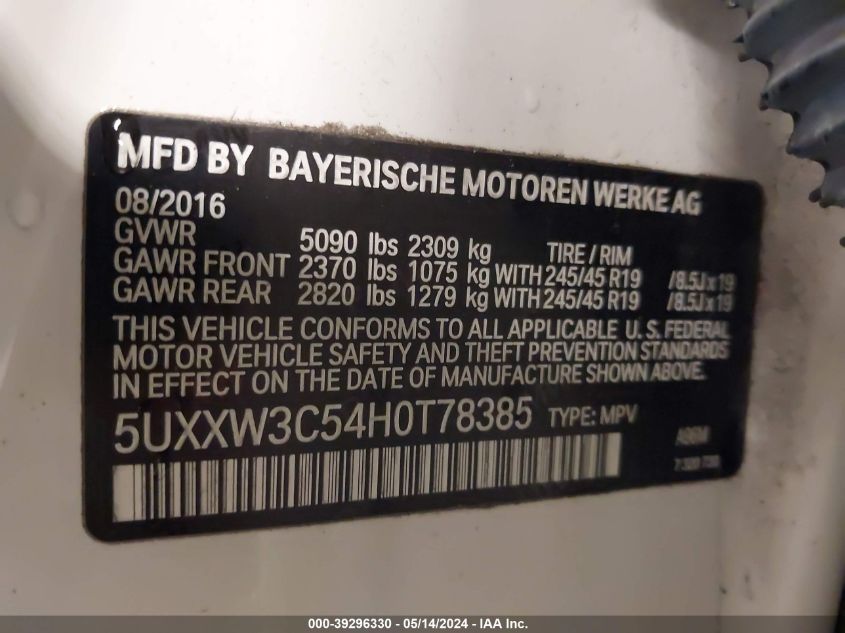 MFD BY BAYERISCHE MOTOREN WERKE AG
08/2016
GVWR 5090 lbs 2309 kg TIRE / RIM
GAWR FRONT 2370 lbs 1075 kg WITH 245/45 R19 /8.5Jx19
GAWR REAR 2820 lbs 1279 kg WITH 245/45 R19 /8.5Jx19
THIS VEHICLE CONFORMS TO ALL APPLICABLE U. S. FEDERAL
MOTOR VEHICLE SAFETY AND THEFT PREVENTION STANDARDS
IN EFFECT ON THE DATE OF MANUFACTURE SHOWN ABOVE.
5UXXW3C54H0T78385 TYPE: MPV
000-39296330 - 05/14/2024 - IAA Inc.